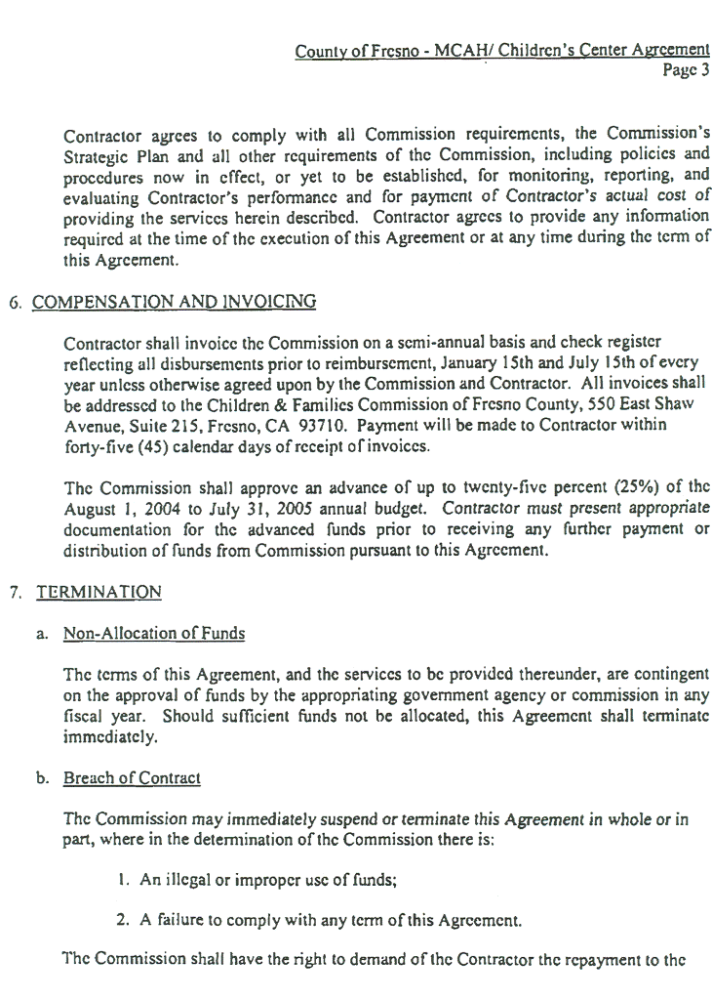 County of Fresno - MCAH/ Children's Center Agreement
Page 3
Contractor agrees to comply with all Commission requirements, the Commission's
Strategic Plan and all other requirements of the Commission, including policies and
procedures now in effect, or yet to be established, for monitoring, reporting, and
evaluating Contractor's performance and for payment of Contractor's actual cost of
providing the services herein described. Contractor agrees to provide any information
required at the time of the execution of this Agreement or at any time during the term of
this Agreement.
6. COMPENSATION AND INVOICING
Contractor shall invoice the Commission on a semi-annual basis and check register
reflecting all disbursements prior to reimbursement, January 15th and July 15th of every
year unless otherwise agreed upon by the Commission and Contractor. All invoices shall
be addressed to the Children & Families Commission of Fresno County, 550 East Shaw
Avenue, Suite 215, Fresno, CA 93710. Payment will be made to Contractor within
forty-five (45) calendar days of receipt of invoices.
The Commission shall approve an advance of up to twenty-five percent (25%) of the
August 1, 2004 to July 31, 2005 annual budget. Contractor must present appropriate
documentation for the advanced funds prior to receiving any further payment or
distribution of funds from Commission pursuant to this Agreement.
7. TERMINATION
a. Non-Allocation of Funds
The terms of this Agreement, and the services to be provided thereunder, are contingent
on the approval of funds by the appropriating government agency or commission in any
fiscal year. Should sufficient funds not be allocated, this Agreement shall terminate
immediately.
b. Breach of Contract
The Commission may immediately suspend or terminate this Agreement in whole or in
part, where in the determination of the Commission there is:
1. An illegal or improper use of funds;
2. A failure to comply with any term of this Agreement.
The Commission shall have the right to demand of the Contractor the repayment to the